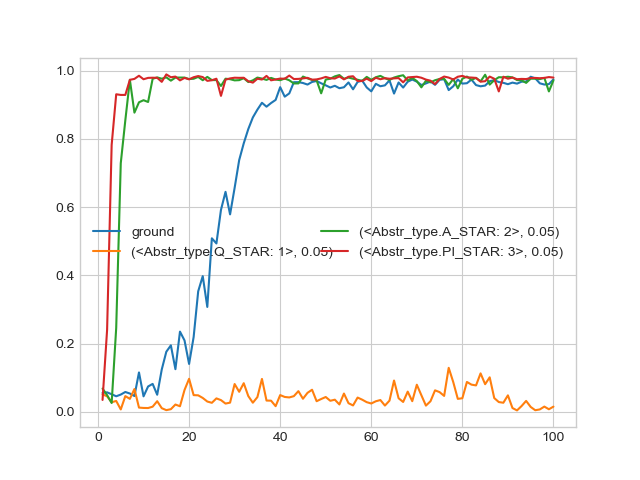 1.0
0.8
0.6
ground
(<Abstr_type.A_STAR: 2>, 0.05)
(<Abstr_type.Q_STAR: 1>, 0.05)
(<Abstr_type.PI_STAR: 3>, 0.05)
0.4
0.2
0.0
0 20 40 60 80 100